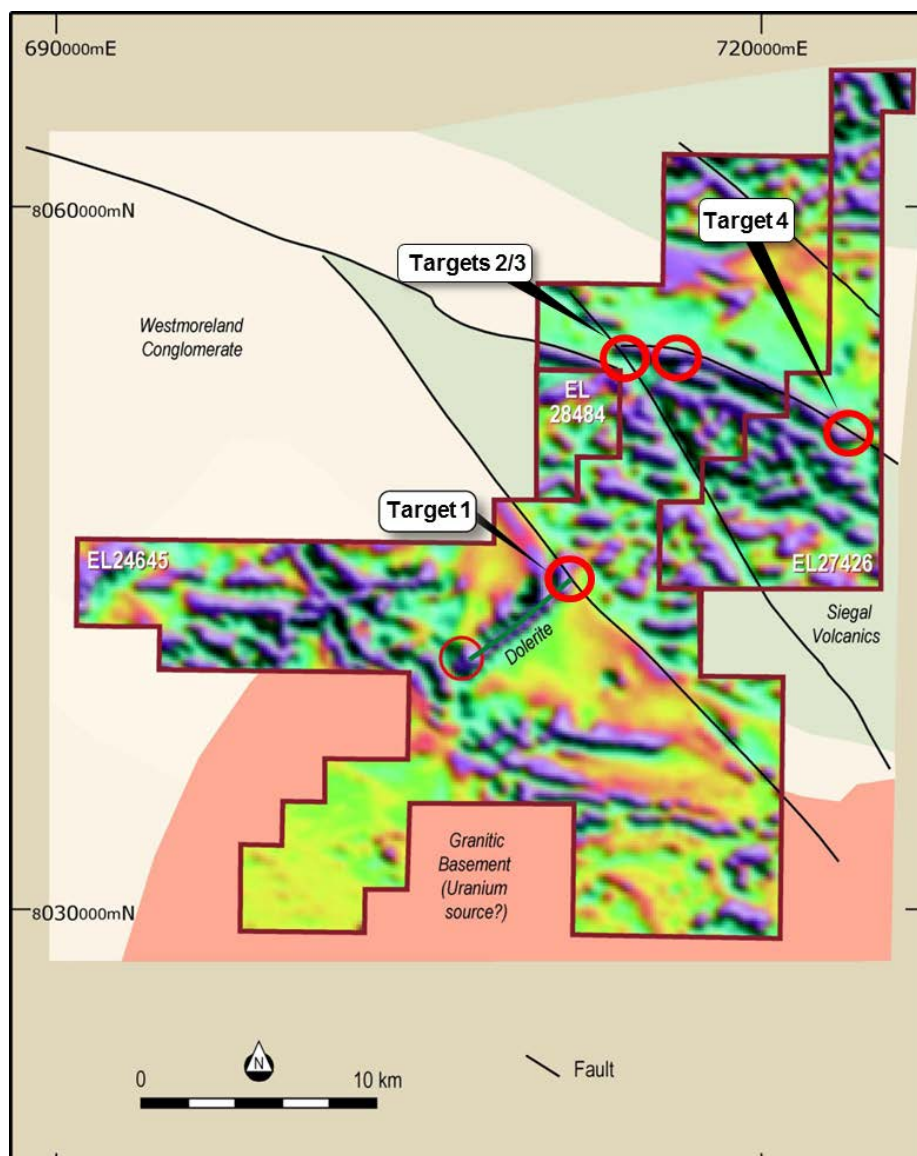 690000mE
720000mE
8060000mN
Target 4
Targets 2/3
Westmoreland
Conglomerate
EL
28484
Target 1
EL24645
EL27426
Siegal
Volcanics
Dolerite
Granitic
Basement
(Uranium
source?)
8030000mN
N
0
10 km
Fault